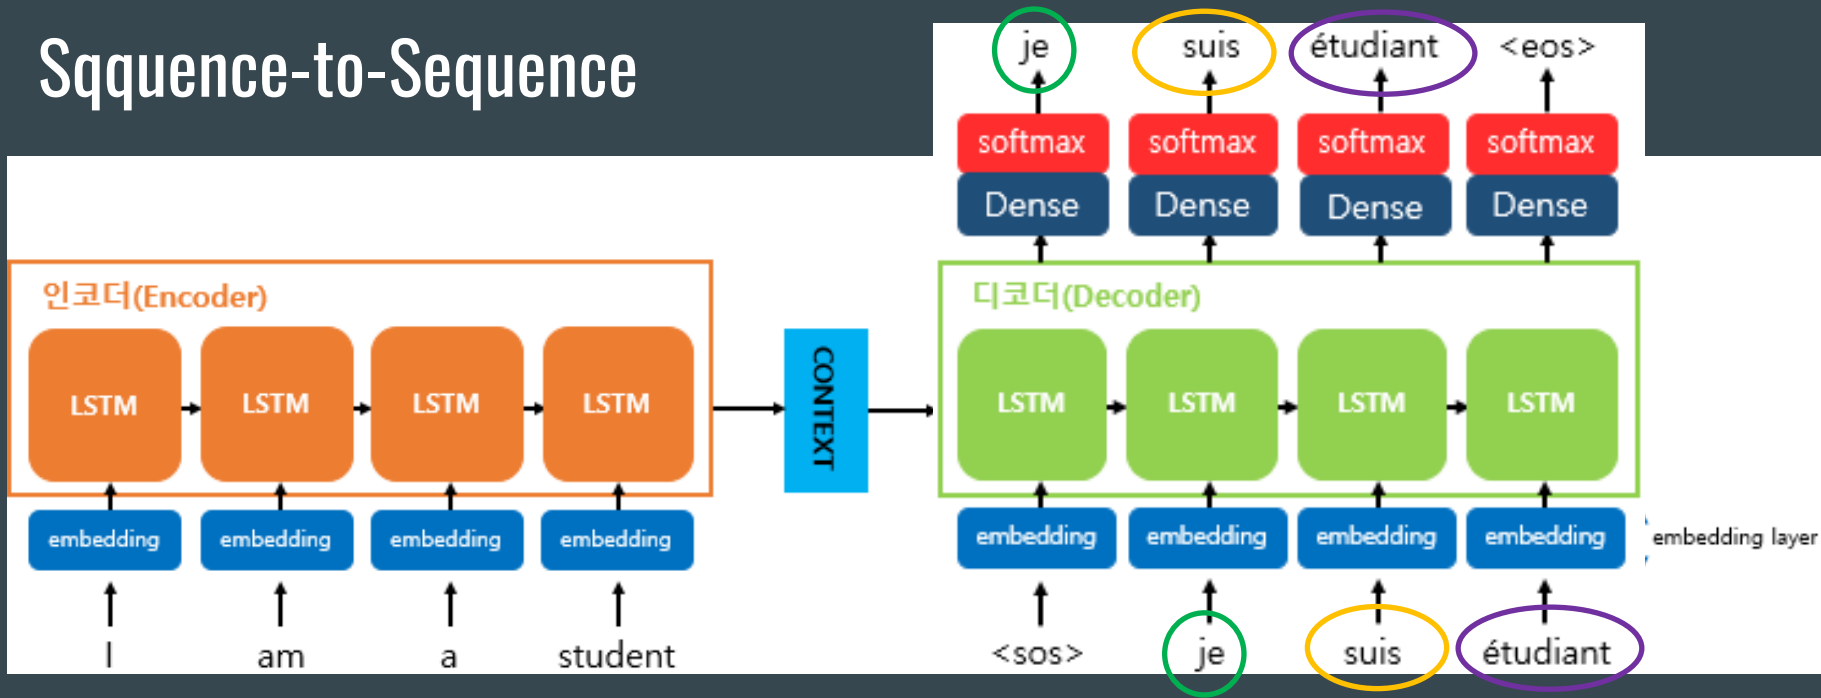 Sqquence-to-Sequence
je suis étudiant <eos>
softmax softmax softmax softmax
Dense Dense Dense Dense
인코더(Encoder)
LSTM LSTM LSTM LSTM
embedding embedding embedding embedding
I am a student
CONTEXT
디코더(Decoder)
LSTM LSTM LSTM LSTM
embedding embedding embedding embedding
embedding layer
<sos> je suis étudiant